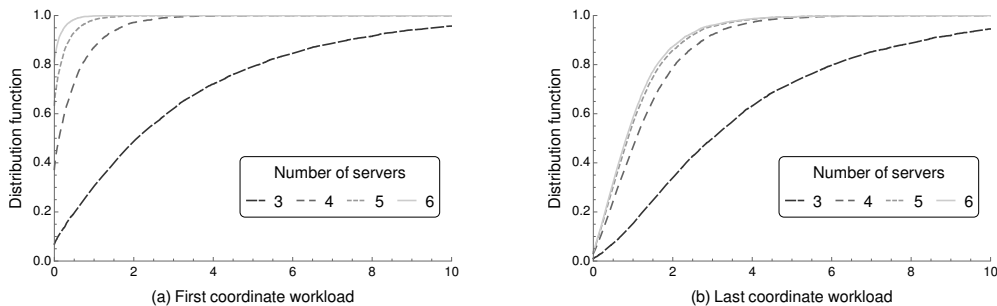 Distribution function
1.0
0.8
0.6
0.4
0.2
0.0
0 2 4 6 8 10
Number of servers
3 4 5 6
(a) First coordinate workload
Distribution function
1.0
0.8
0.6
0.4
0.2
0.0
0 2 4 6 8 10
Number of servers
3 4 5 6
(b) Last coordinate workload